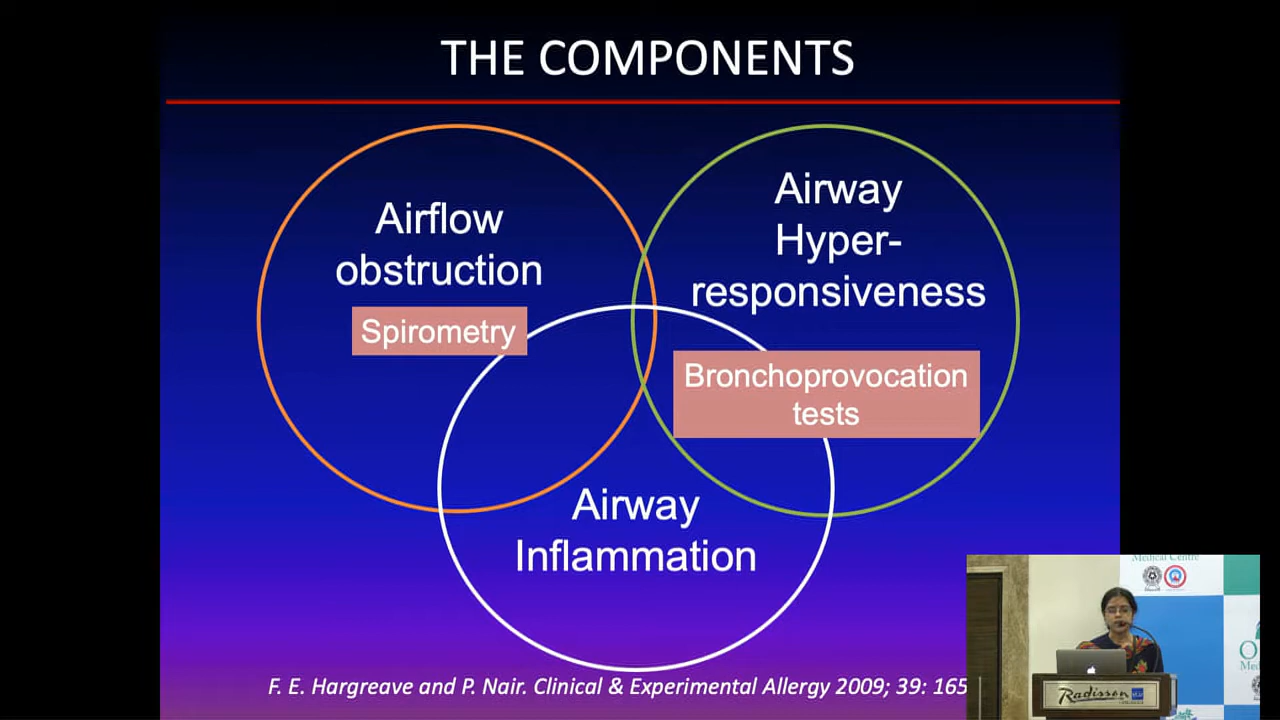 THE COMPONENTS
Airflow
obstruction
Spirometry
Airway
Hyper-
responsiveness
Bronchoprovocation
tests
Airway
Inflammation
F. E. Hargreave and P. Nair. Clinical & Experimental Allergy 2009; 39: 165
Medical Centre
Radisson